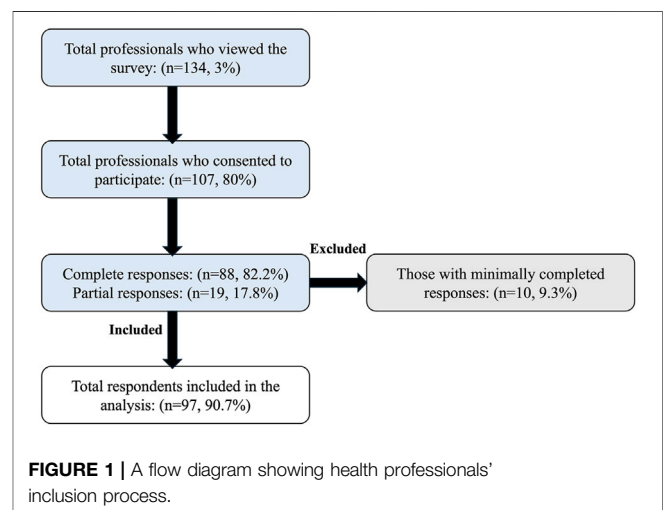 Total professionals who viewed the
survey: (n=134, 3%)
Total professionals who consented to
participate: (n=107, 80%)
Excluded
Complete responses: (n=88, 82.2%)
Partial responses: (n=19, 17.8%)
Those with minimally completed
responses: (n=10, 9.3%)
Included
Total respondents included in the
analysis: (n=97, 90.7%)
FIGURE 1 | A flow diagram showing health professionals’
inclusion process.